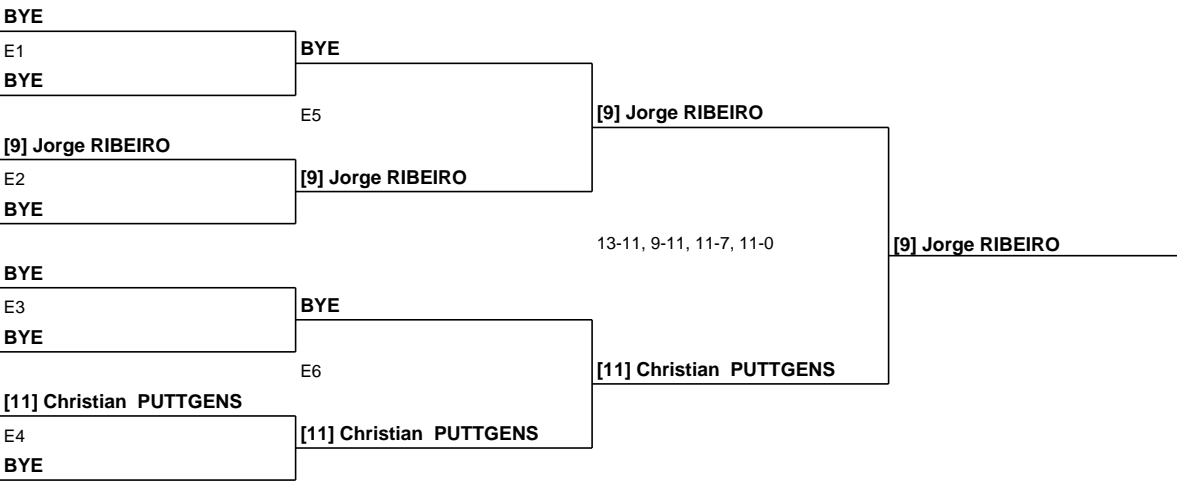 BYE
E1
BYE
BYE
E5
[9] Jorge RIBEIRO
[9] Jorge RIBEIRO
E2
[9] Jorge RIBEIRO
BYE
13-11, 9-11, 11-7, 11-0
[9] Jorge RIBEIRO
BYE
E3
BYE
BYE
E6
[11] Christian  PUTTGENS
[11] Christian  PUTTGENS
E4
[11] Christian  PUTTGENS
BYE